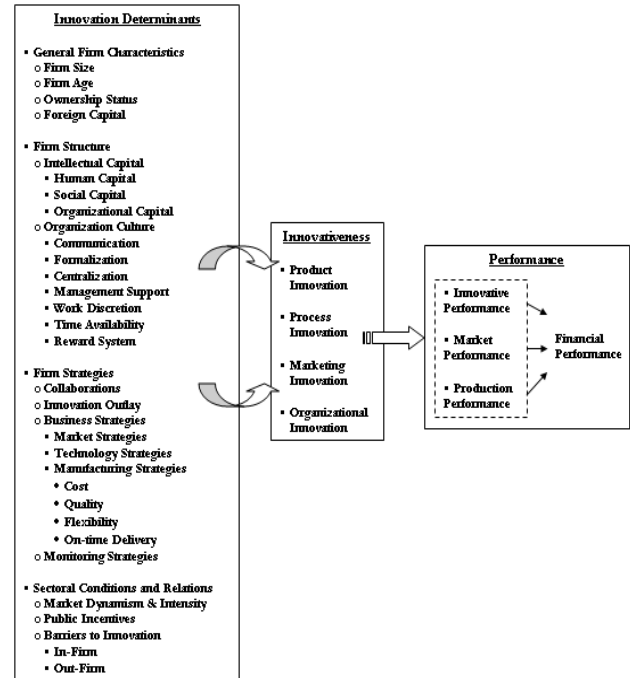 Innovation Determinants
▪ General Firm Characteristics
o Firm Size
o Firm Age
o Ownership Status
o Foreign Capital
▪ Firm Structure
o Intellectual Capital
▪ Human Capital
▪ Social Capital
▪ Organizational Capital
o Organization Culture
▪ Communication
▪ Formalization
▪ Centralization
▪ Management Support
▪ Work Discretion
▪ Time Availability
▪ Reward System
▪ Firm Strategies
o Collaborations
o Innovation Outlay
o Business Strategies
▪ Market Strategies
▪ Technology Strategies
▪ Manufacturing Strategies
• Cost
• Quality
• Flexibility
• On-time Delivery
o Monitoring Strategies
▪ Sectoral Conditions and Relations
o Market Dynamism & Intensity
o Public Incentives
o Barriers to Innovation
▪ In-Firm
▪ Out-Firm
Innovativeness
▪ Product
Innovation
▪ Process
Innovation
▪ Marketing
Innovation
▪ Organizational
Innovation
Performance
▪ Innovative
Performance
▪ Market
Performance
▪ Production
Performance
Financial
Performance